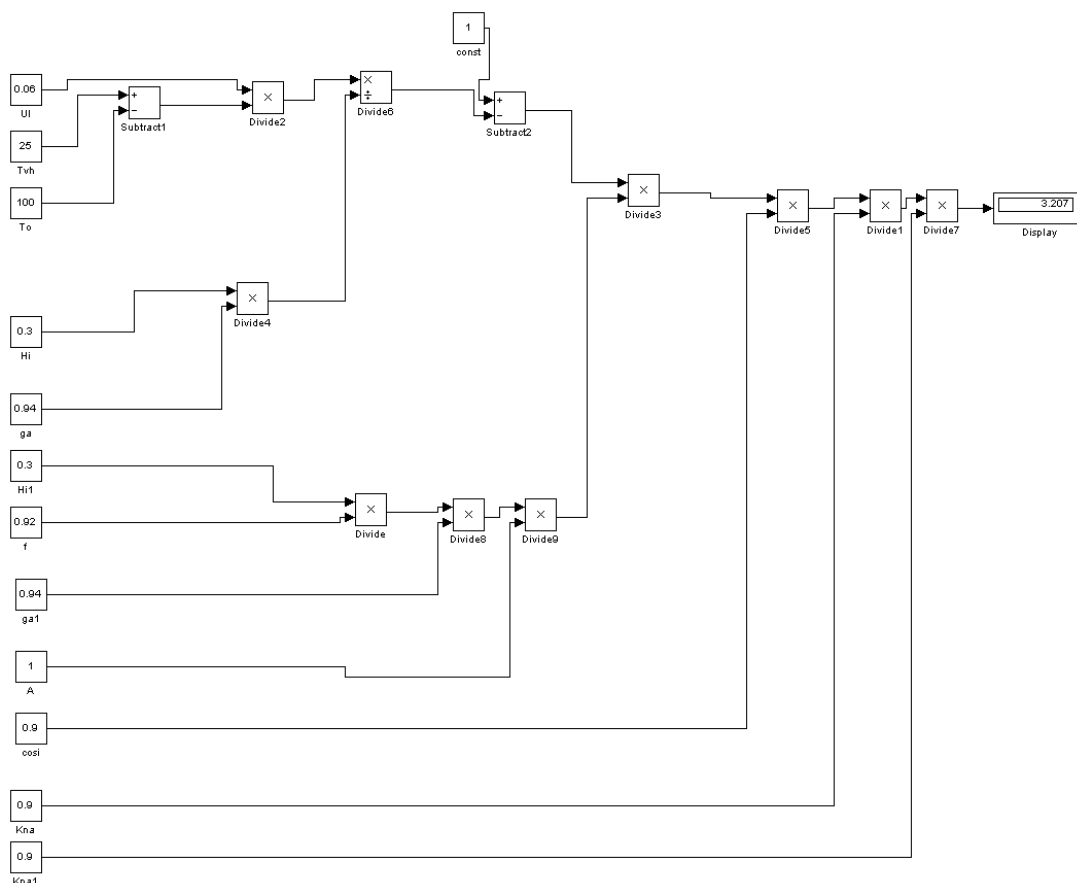 1
const
0.06
Ul
+
−
Subtract1
×
Divide2
×
÷
Divide6
+
−
Subtract2
25
Tvh
100
To
×
Divide3
×
Divide5
×
Divide1
×
Divide7
3.207
Display
0.3
Hi
×
Divide4
0.94
ga
0.3
Hi1
0.92
f
×
Divide
×
Divide8
×
Divide9
0.94
ga1
1
A
0.9
cosi
0.9
Kna
0.9
Kna1